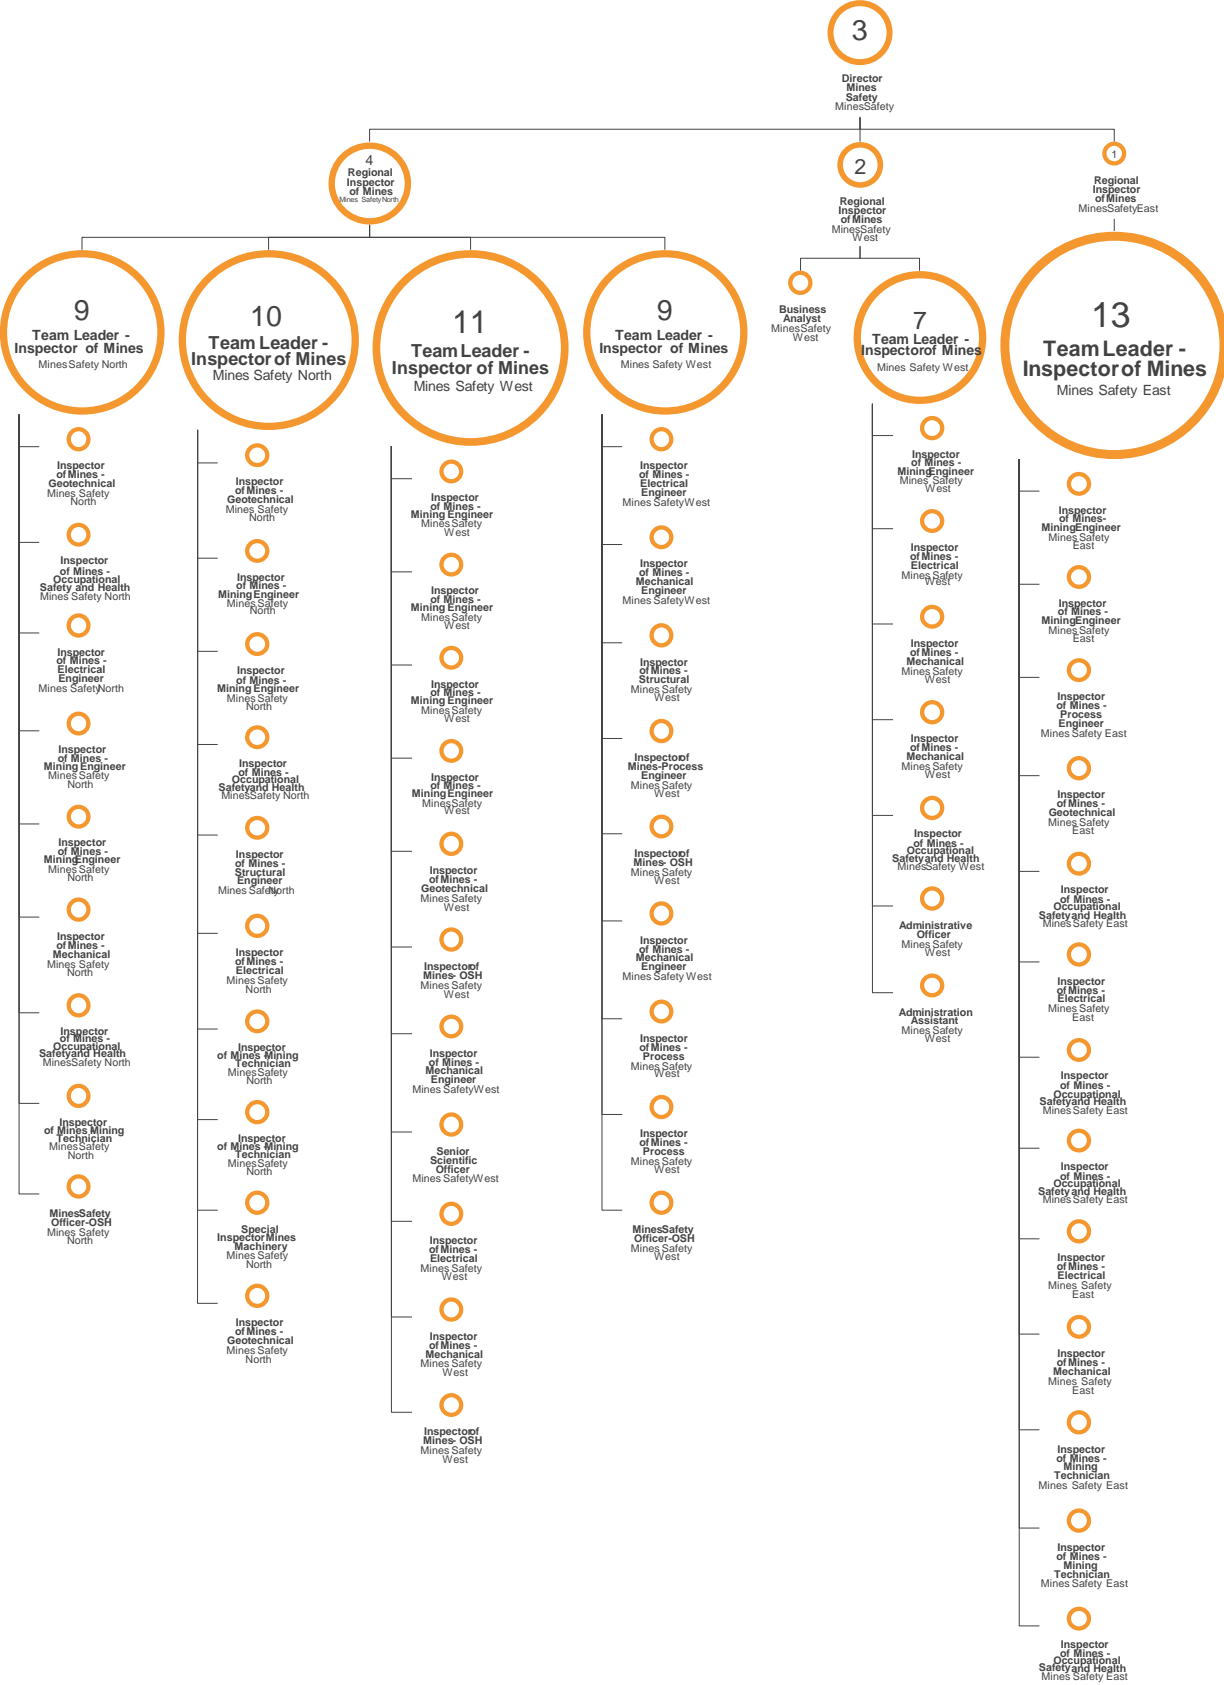 3
Director
Mines
Safety
MinesSafety
4
Regional
Inspector
of Mines
Mines SafetyNorth
2
Regional
Inspector
of Mines
MinesSafety
West
1
Regional
Inspector
of Mines
MinesSafetyEast
9
Team Leader -
Inspector of Mines
Mines Safety North
10
Team Leader -
Inspector of Mines
Mines Safety North
11
Team Leader -
Inspector of Mines
Mines Safety West
9
Team Leader -
Inspector of Mines
Mines Safety West
Business
Analyst
MinesSafety
West
7
Team Leader -
Inspectorof Mines
Mines Safety West
13
Team Leader -
Inspector of Mines
Mines Safety East
Inspector
of Mines -
Geotechnical
Mines Safety
North
Inspector
of Mines -
Occupational
Safety and Health
Mines Safety North
Inspector
of Mines -
Electrical
Engineer
Mines SafetyNorth
Inspector
of Mines -
Mining Engineer
Mines Safety
North
Inspector
of Mines -
MiningEngineer
Mines Safety
North
Inspector
of Mines -
Mechanical
Mines Safety
North
Inspector
of Mines -
Occupational
Safetyand Health
MinesSafety North
Inspector
of Mines Mining
Technician
MinesSafety
North
MinesSafety
Officer-OSH
Mines Safety
North
Inspector
of Mines -
Geotechnical
Mines Safety
North
Inspector
of Mines -
Mining Engineer
Mines Safety
North
Inspector
of Mines -
Mining Engineer
Mines Safety
North
Inspector
of Mines -
Occupational
Safetyand Health
MinesSafety North
Inspector
of Mines -
Structural
Engineer
Mines SafetyNorth
Inspector
of Mines -
Electrical
Mines Safety
North
Inspector
of Mines Mining
Technician
MinesSafety
North
Inspector
of Mines Mining
Technician
MinesSafety
North
Special
InspectorMines
Machinery
Mines Safety
North
Inspector
of Mines -
Geotechnical
Mines Safety
North
Inspector
of Mines -
Mining Engineer
Mines Safety
West
Inspector
of Mines -
Mining Engineer
Mines Safety
West
Inspector
of Mines -
Mining Engineer
Mines Safety
West
Inspector
of Mines -
Mining Engineer
MinesSafety
West
Inspector
of Mines -
Geotechnical
Mines Safety
West
Inspectorof
Mines- OSH
Mines Safety
West
Inspector
of Mines -
Mechanical
Engineer
Mines SafetyWest
Senior
Scientific
Officer
Mines SafetyWest
Inspector
of Mines -
Electrical
Mines Safety
West
Inspector
of Mines -
Mechanical
Mines Safety
West
Inspectorof
Mines- OSH
Mines Safety
West
Inspector
of Mines -
Electrical
Engineer
Mines SafetyWest
Inspector
of Mines -
Mechanical
Engineer
Mines SafetyWest
Inspector
of Mines -
Structural
Mines Safety
West
Inspectorof
Mines-Process
Engineer
Mines Safety
West
Inspectorof
Mines- OSH
Mines Safety
West
Inspector
of Mines -
Mechanical
Engineer
Mines Safety West
Inspector
of Mines -
Process
Mines Safety
West
Inspector
of Mines -
Process
Mines Safety
West
MinesSafety
Officer-OSH
Mines Safety
West
Inspector
of Mines -
MiningEngineer
Mines Safety
West
Inspector
of Mines -
Electrical
Mines Safety
West
Inspector
of Mines -
Mechanical
Mines Safety
West
Inspector
of Mines -
Mechanical
Mines Safety
West
Inspector
of Mines -
Occupational
Safetyand Health
MinesSafety West
Administrative
Officer
Mines Safety
West
Administration
Assistant
Mines Safety
West
Inspector
of Mines-
MiningEngineer
Mines Safety
East
Inspector
of Mines -
MiningEngineer
Mines Safety
East
Inspector
of Mines -
Process
Engineer
Mines Safety East
Inspector
of Mines -
Geotechnical
Mines Safety
East
Inspector
of Mines -
Occupational
Safetyand Health
Mines Safety East
Inspector
of Mines -
Electrical
Mines Safety
East
Inspector
of Mines -
Occupational
Safetyand Health
Mines Safety East
Inspector
of Mines -
Occupational
Safetyand Health
Mines Safety East
Inspector
of Mines -
Electrical
Mines Safety
East
Inspector
of Mines -
Mechanical
Mines Safety
East
Inspector
of Mines -
Mining
Technician
Mines Safety East
Inspector
of Mines -
Mining
Technician
Mines Safety East
Inspector
of Mines -
Occupational
Safetyand Health
Mines Safety East